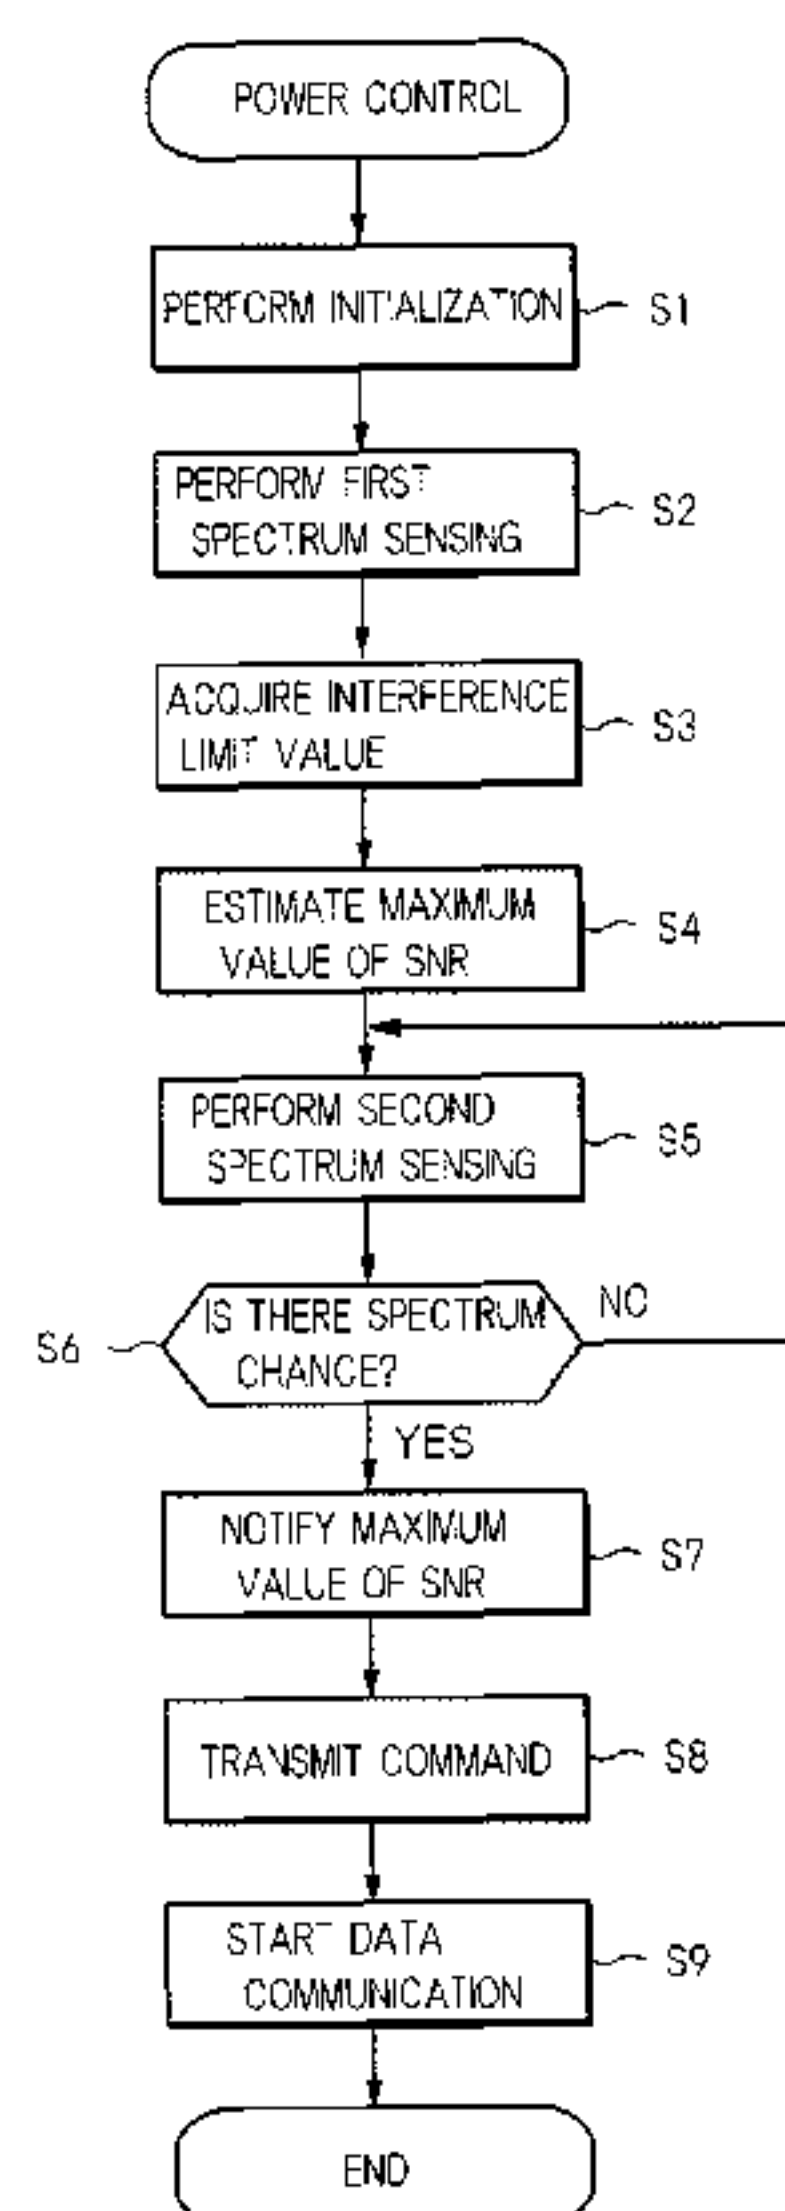 POWER CONTROL
PERFORM INITIALIZATION
S1
PERFORM FIRST
SPECTRUM SENSING
S2
ACQUIRE INTERFERENCE
LIMIT VALUE
S3
ESTIMATE MAXIMUM
VALUE OF SNR
S4
PERFORM SECOND
SPECTRUM SENSING
S5
IS THERE SPECTRUM
CHANGE?
S6
NO
YES
NOTIFY MAXIMUM
VALUE OF SNR
S7
TRANSMIT COMMAND
S8
START DATA
COMMUNICATION
S9
END